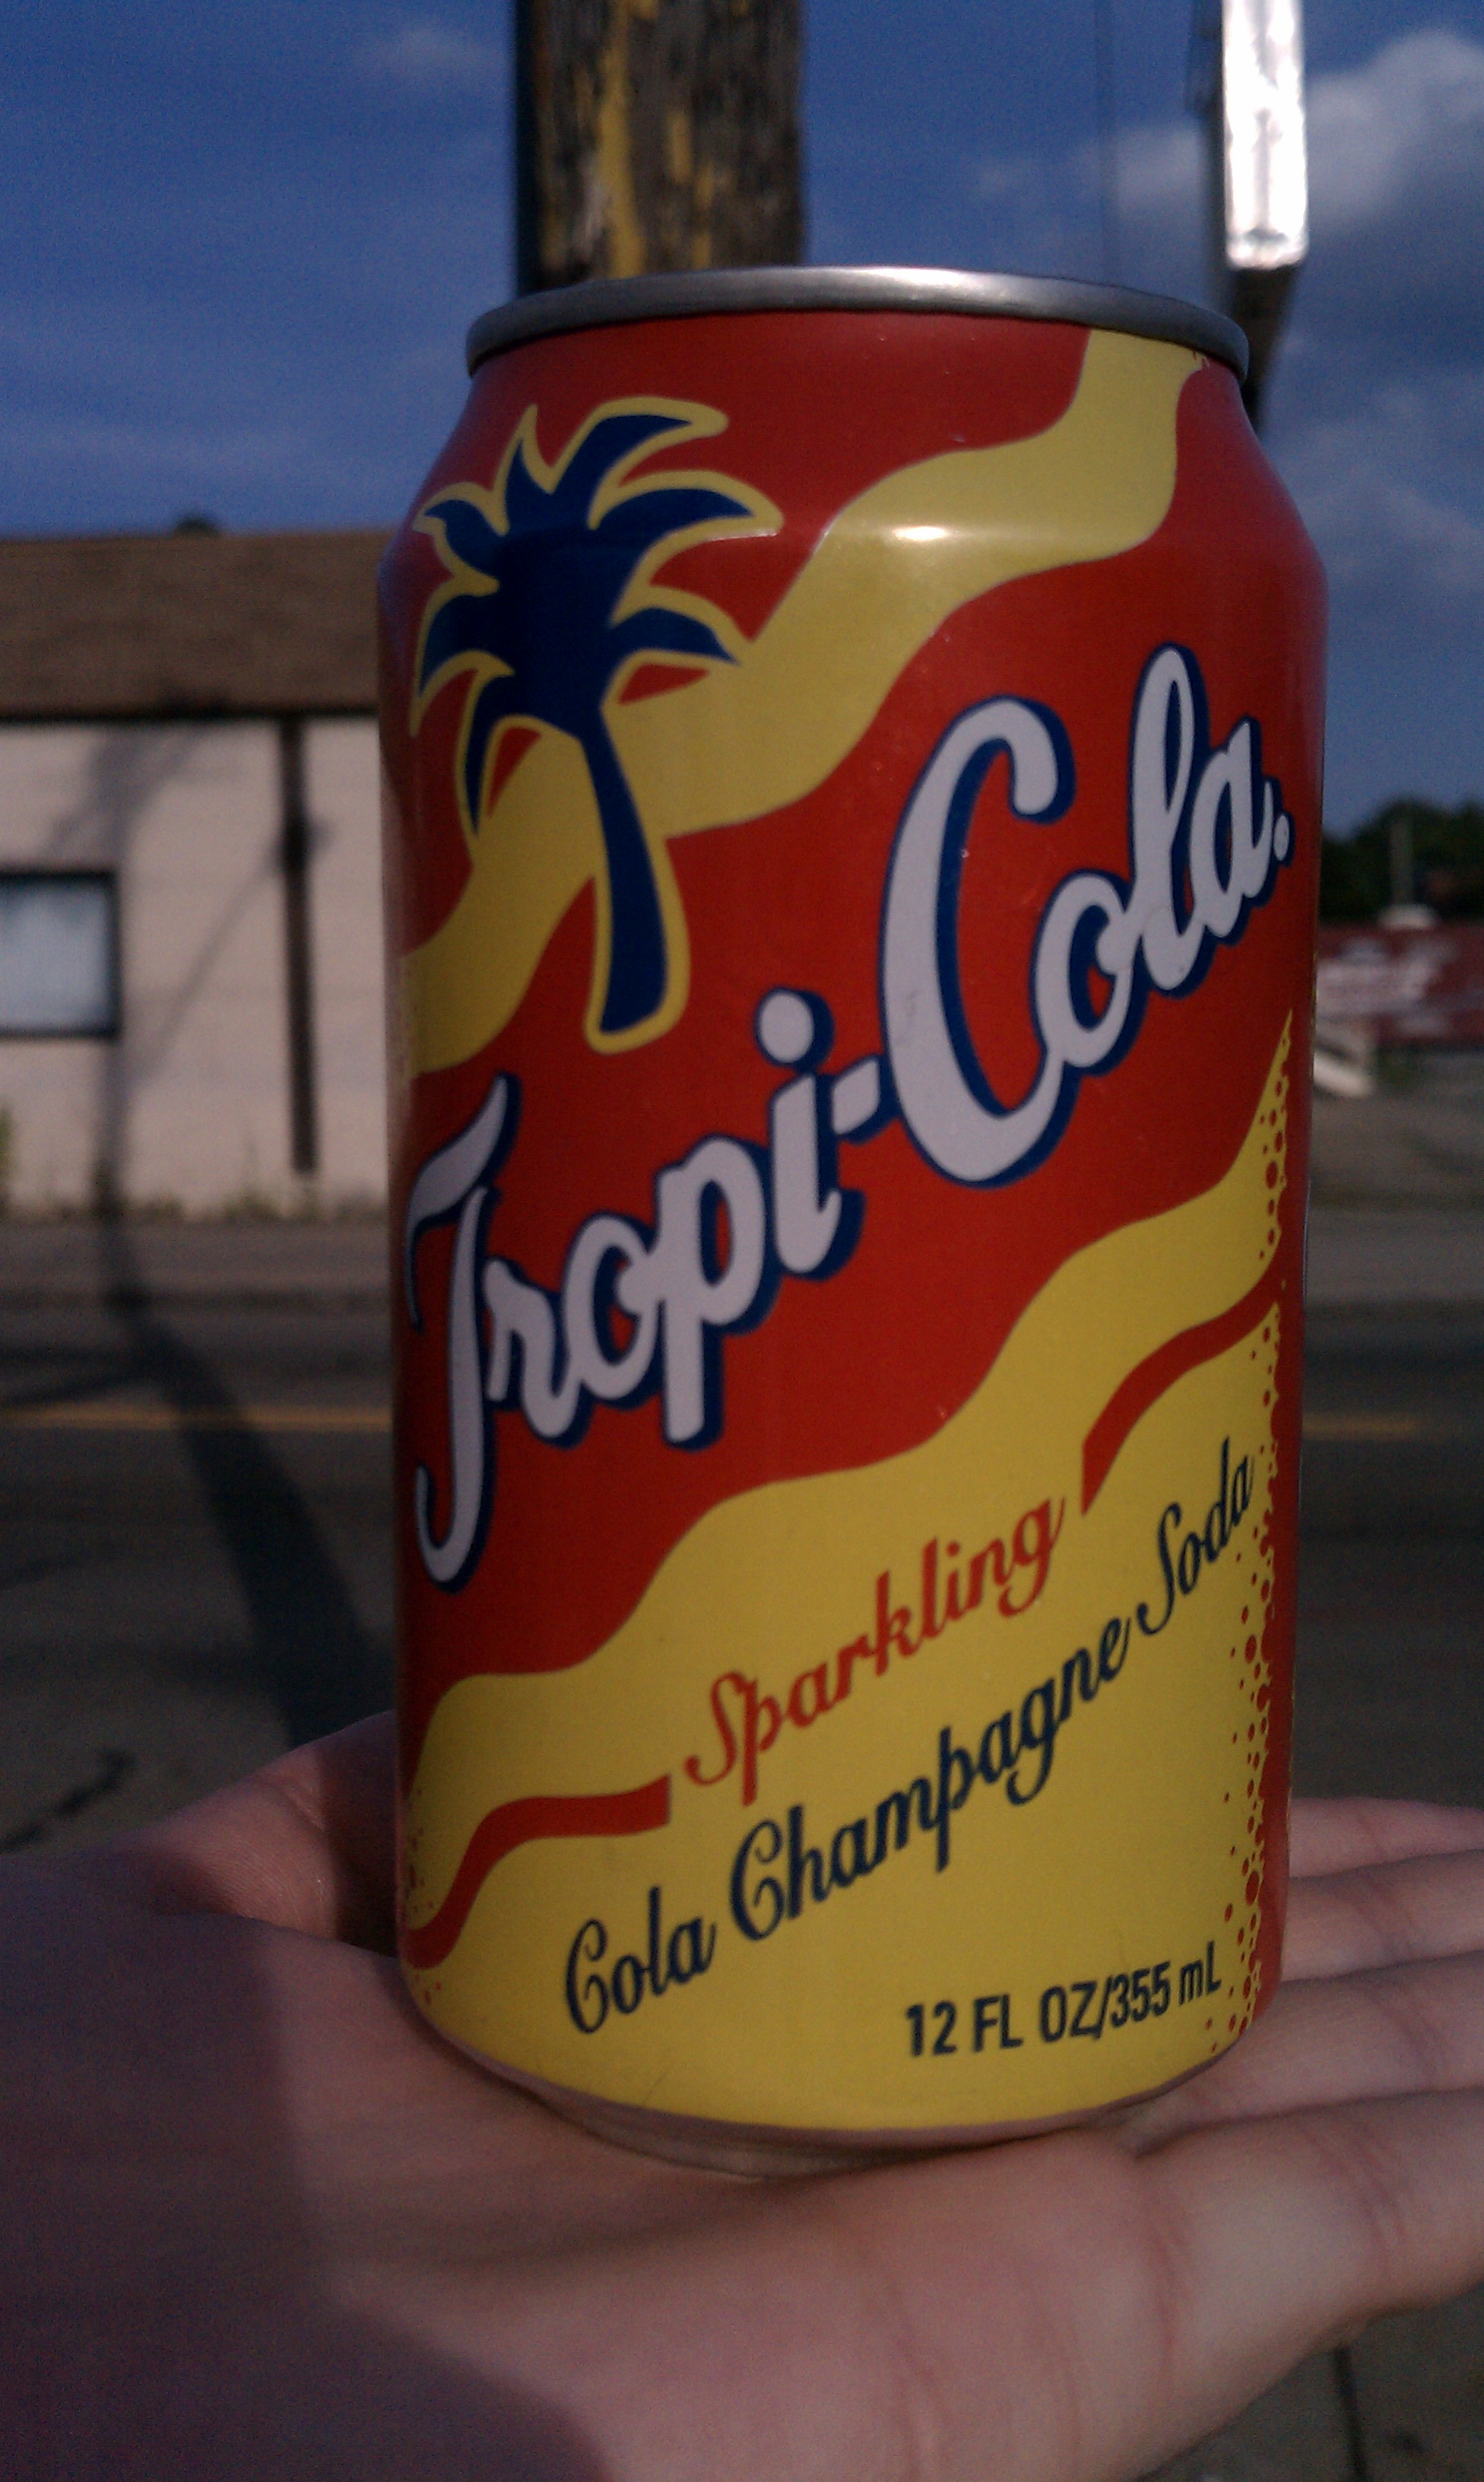 Tropi-Cola.
Sparkling
Cola Champagne Soda
12 FL OZ/355 mL